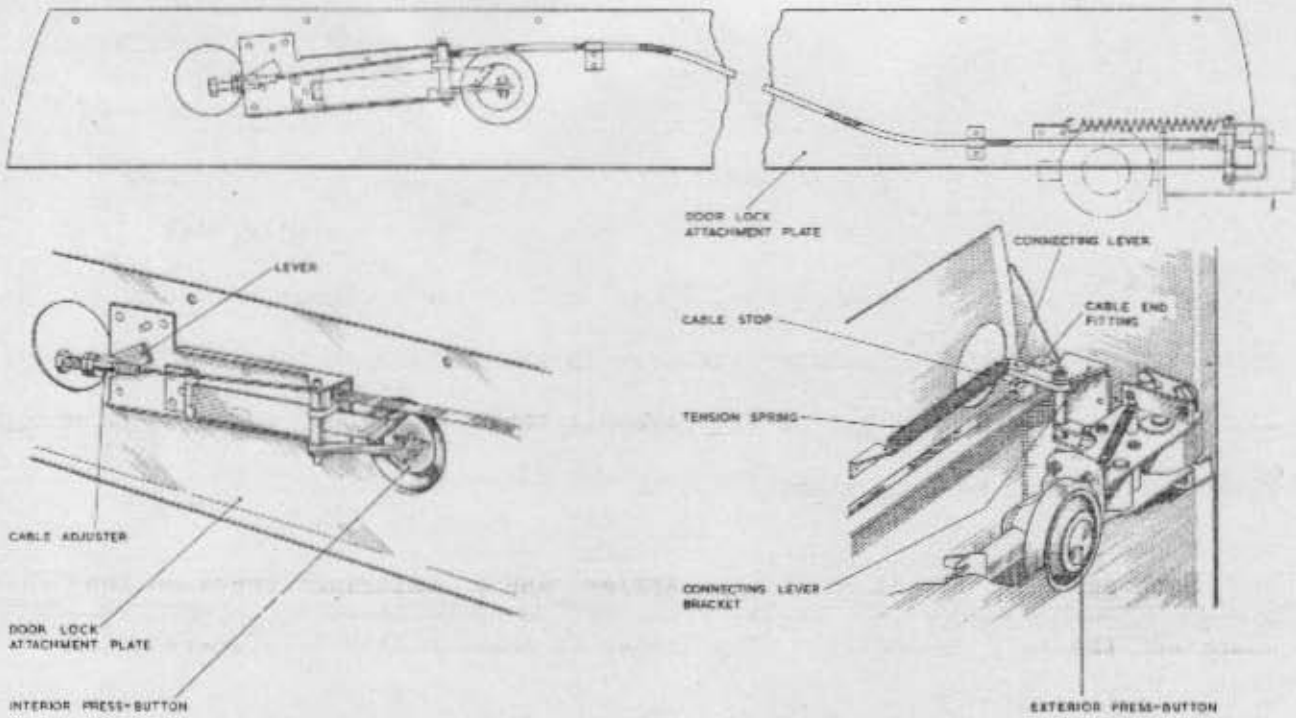 DOOR LOCK
ATTACHMENT PLATE
LEVER
CONNECTING LEVER
CABLE STOP
CABLE END
FITTING
TENSION SPRING
CABLE ADJUSTER
CONNECTING LEVER
BRACKET
DOOR LOCK
ATTACHMENT PLATE
INTERIOR PRESS-BUTTON
EXTERIOR PRESS-BUTTON